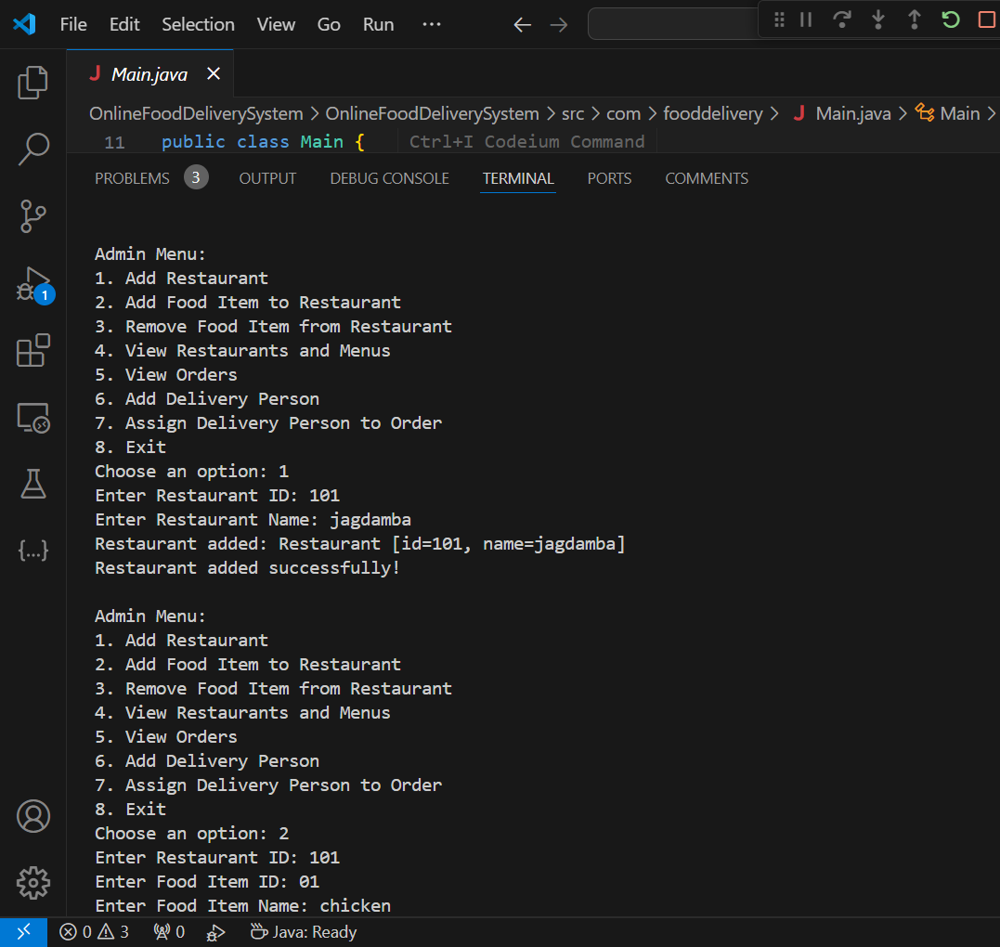 File Edit Selection View Go Run ...
J Main.java
OnlineFoodDeliverySystem > OnlineFoodDeliverySystem > src > com > fooddelivery > J Main.java > Main >
11 public class Main { Ctrl+I Codeium Command
PROBLEMS 3 OUTPUT DEBUG CONSOLE TERMINAL PORTS COMMENTS
Admin Menu:
1. Add Restaurant
2. Add Food Item to Restaurant
3. Remove Food Item from Restaurant
4. View Restaurants and Menus
5. View Orders
6. Add Delivery Person
7. Assign Delivery Person to Order
8. Exit
Choose an option: 1
Enter Restaurant ID: 101
Enter Restaurant Name: jagdamba
Restaurant added: Restaurant [id=101, name=jagdamba]
Restaurant added successfully!
Admin Menu:
1. Add Restaurant
2. Add Food Item to Restaurant
3. Remove Food Item from Restaurant
4. View Restaurants and Menus
5. View Orders
6. Add Delivery Person
7. Assign Delivery Person to Order
8. Exit
Choose an option: 2
Enter Restaurant ID: 101
Enter Food Item ID: 01
Enter Food Item Name: chicken
1
0 3 0 Java: Ready